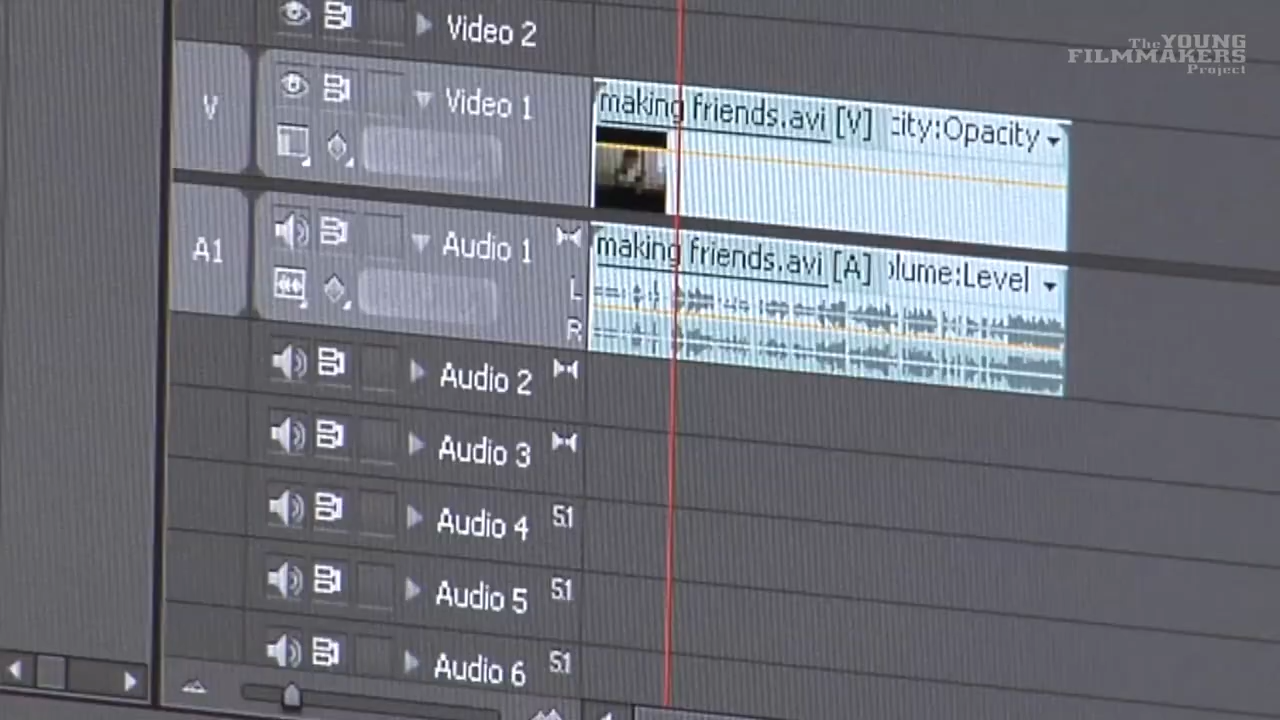 Video 2
The YOUNG
FILMMAKERS
Project
V
Video 1
making friends.avi [V] city:Opacity
A1
Audio 1
making friends.avi [A] olume:Level
L
R
Audio 2
Audio 3
Audio 4 5.1
Audio 5 5.1
Audio 6 5.1